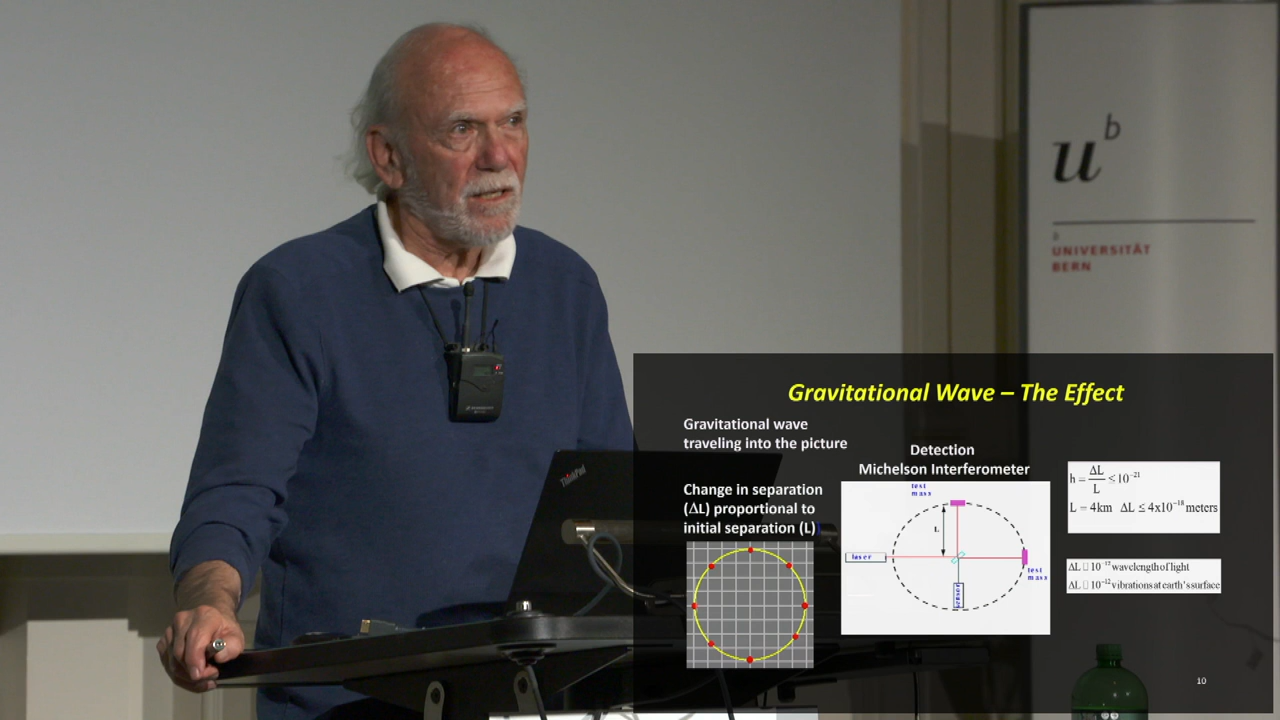 u b
b
UNIVERSITÄT
BERN
ThinkPad
Gravitational Wave – The Effect
Gravitational wave
traveling into the picture
Change in separation
(ΔL) proportional to
initial separation (L)
Detection
Michelson Interferometer
test
mass
L
laser
test
mass
sensor
h = ΔL/L ≤ 10⁻²¹
L = 4km ΔL ≤ 4x10⁻¹⁸ meters
ΔL □ 10⁻¹² wavelength of light
ΔL □ 10⁻¹² vibrations at earth's surface
10